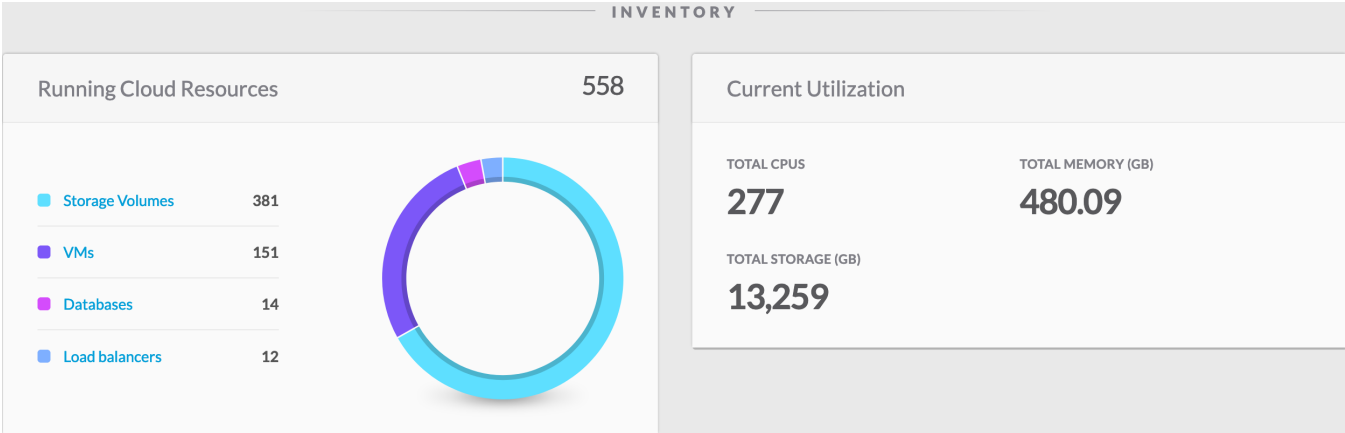 INVENTORY
Running Cloud Resources 558
Storage Volumes 381
VMs 151
Databases 14
Load balancers 12
Current Utilization
TOTAL CPUS TOTAL MEMORY (GB)
277 480.09
TOTAL STORAGE (GB)
13,259